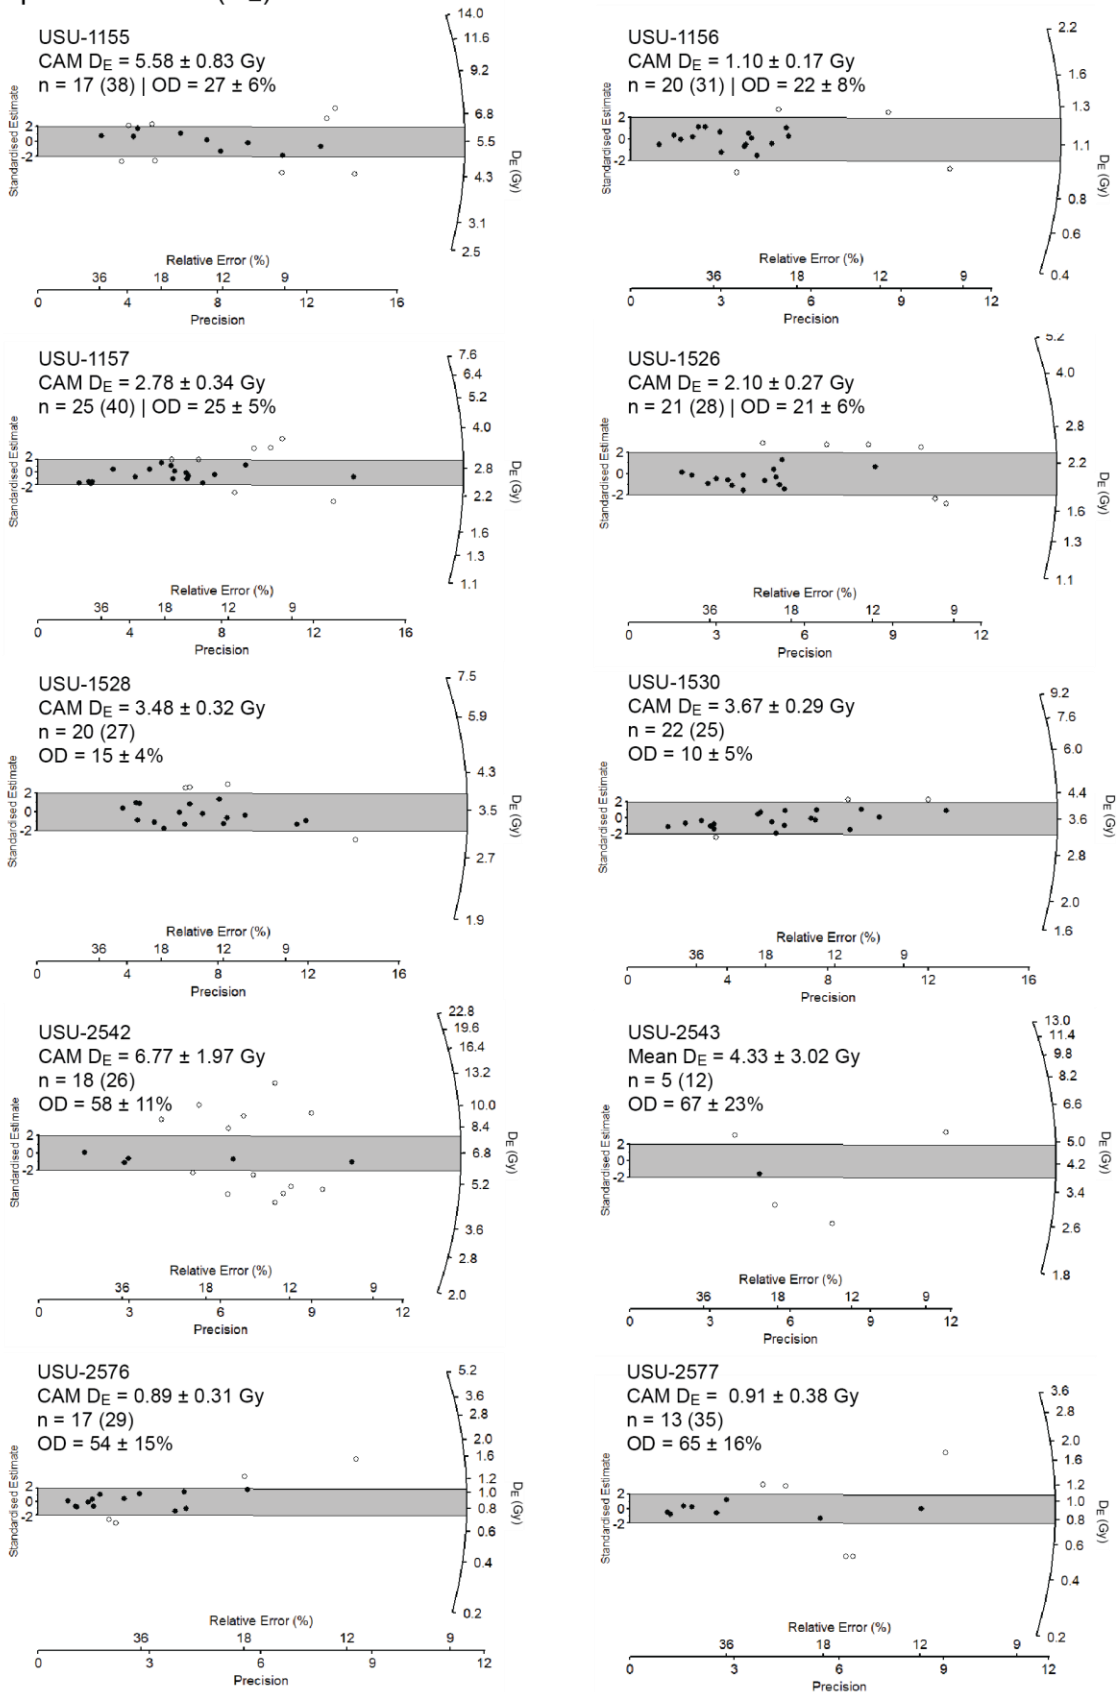 USU-1155
CAM DE = 5.58 ± 0.83 Gy
n = 17 (38) | OD = 27 ± 6%
14.0
11.6
9.2
6.8
5.5
4.3
3.1
2.5
DE (Gy)
Standardised Estimate
2
0
-2
Relative Error (%)
36 18 12 9
0 4 8 12 16
Precision
USU-1156
CAM DE = 1.10 ± 0.17 Gy
n = 20 (31) | OD = 22 ± 8%
2.2
1.6
1.3
1.1
0.8
0.6
0.4
DE (Gy)
Standardised Estimate
2
0
-2
Relative Error (%)
36 18 12 9
0 3 6 9 12
Precision
USU-1157
CAM DE = 2.78 ± 0.34 Gy
n = 25 (40) | OD = 25 ± 5%
7.6
6.4
5.2
4.0
2.8
2.2
1.6
1.3
1.1
DE (Gy)
Standardised Estimate
2
0
-2
Relative Error (%)
36 18 12 9
0 4 8 12 16
Precision
USU-1526
CAM DE = 2.10 ± 0.27 Gy
n = 21 (28) | OD = 21 ± 6%
5.2
4.0
2.8
2.2
1.6
1.3
1.1
DE (Gy)
Standardised Estimate
2
0
-2
Relative Error (%)
36 18 12 9
0 3 6 9 12
Precision
USU-1528
CAM DE = 3.48 ± 0.32 Gy
n = 20 (27)
OD = 15 ± 4%
7.5
5.9
4.3
3.5
2.7
1.9
DE (Gy)
Standardised Estimate
2
0
-2
Relative Error (%)
36 18 12 9
0 4 8 12 16
Precision
USU-1530
CAM DE = 3.67 ± 0.29 Gy
n = 22 (25)
OD = 10 ± 5%
9.2
7.6
6.0
4.4
3.6
2.8
2.0
1.6
DE (Gy)
Standardised Estimate
2
0
-2
Relative Error (%)
36 18 12 9
0 4 8 12 16
Precision
USU-2542
CAM DE = 6.77 ± 1.97 Gy
n = 18 (26)
OD = 58 ± 11%
22.8
19.6
16.4
13.2
10.0
8.4
6.8
5.2
3.6
2.8
2.0
DE (Gy)
Standardised Estimate
2
0
-2
Relative Error (%)
36 18 12 9
0 3 6 9 12
Precision
USU-2543
Mean DE = 4.33 ± 3.02 Gy
n = 5 (12)
OD = 67 ± 23%
13.0
11.4
9.8
8.2
6.6
5.0
4.2
3.4
2.6
1.8
DE (Gy)
Standardised Estimate
2
0
-2
Relative Error (%)
36 18 12 9
0 3 6 9 12
Precision
USU-2576
CAM DE = 0.89 ± 0.31 Gy
n = 17 (29)
OD = 54 ± 15%
5.2
3.6
2.8
2.0
1.6
1.2
1.0
0.8
0.6
0.4
0.2
DE (Gy)
Standardised Estimate
2
0
-2
Relative Error (%)
36 18 12 9
0 3 6 9 12
Precision
USU-2577
CAM DE = 0.91 ± 0.38 Gy
n = 13 (35)
OD = 65 ± 16%
3.6
2.8
2.0
1.6
1.2
1.0
0.8
0.6
0.4
0.2
DE (Gy)
Standardised Estimate
2
0
-2
Relative Error (%)
36 18 12 9
0 3 6 9 12
Precision